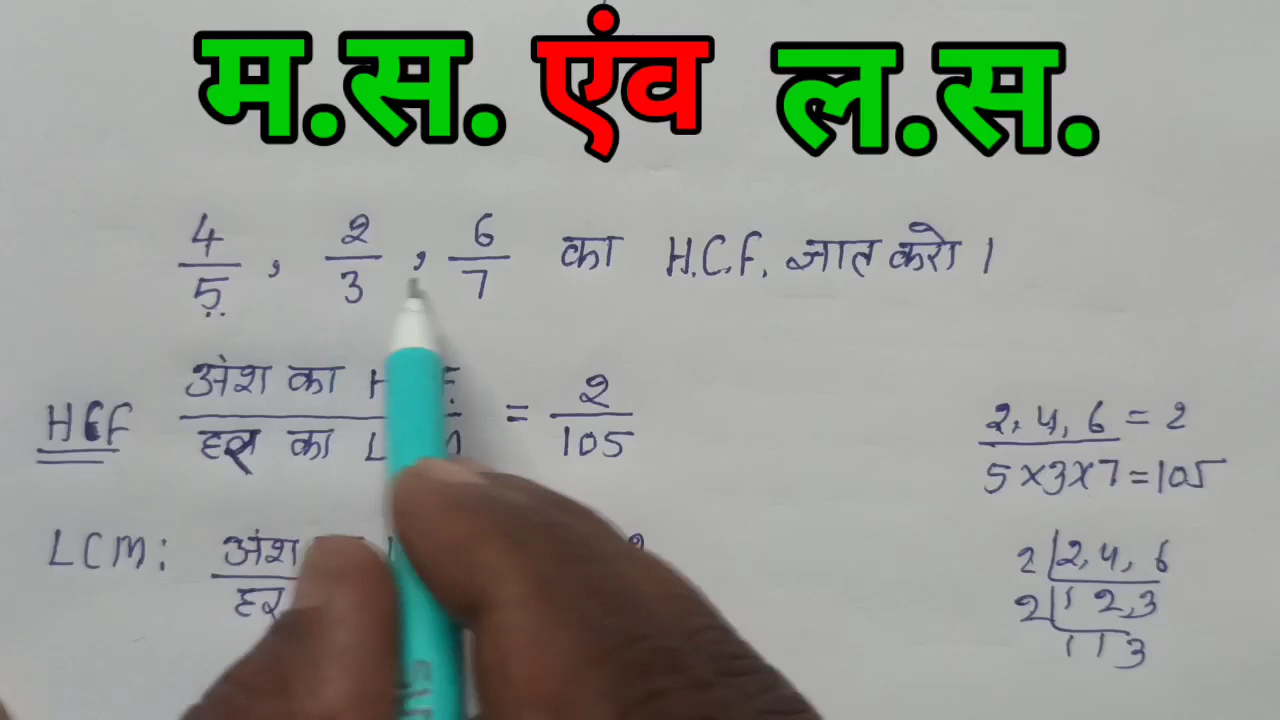 म.स. एंव ल.स.
4/5 , 2/3 , 6/7 का H.C.F. ज्ञात करो ।
HCF अंश का / हर का = 2/105
2, 4, 6 = 2
5×3×7=105
LCM: अंश / हर
2 | 2, 4, 6
2 | 1 2, 3
1 1 3